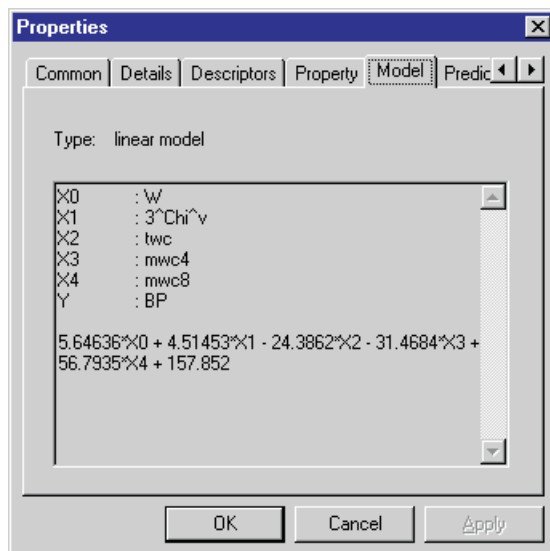 Properties
Common Details Descriptors Property Model Predic
Type: linear model
X0 : W
X1 : 3^Chi^v
X2 : twc
X3 : mwc4
X4 : mwc8
Y : BP
5.64636*X0 + 4.51453*X1 - 24.3862*X2 - 31.4684*X3 +
56.7935*X4 + 157.852
OK Cancel Apply